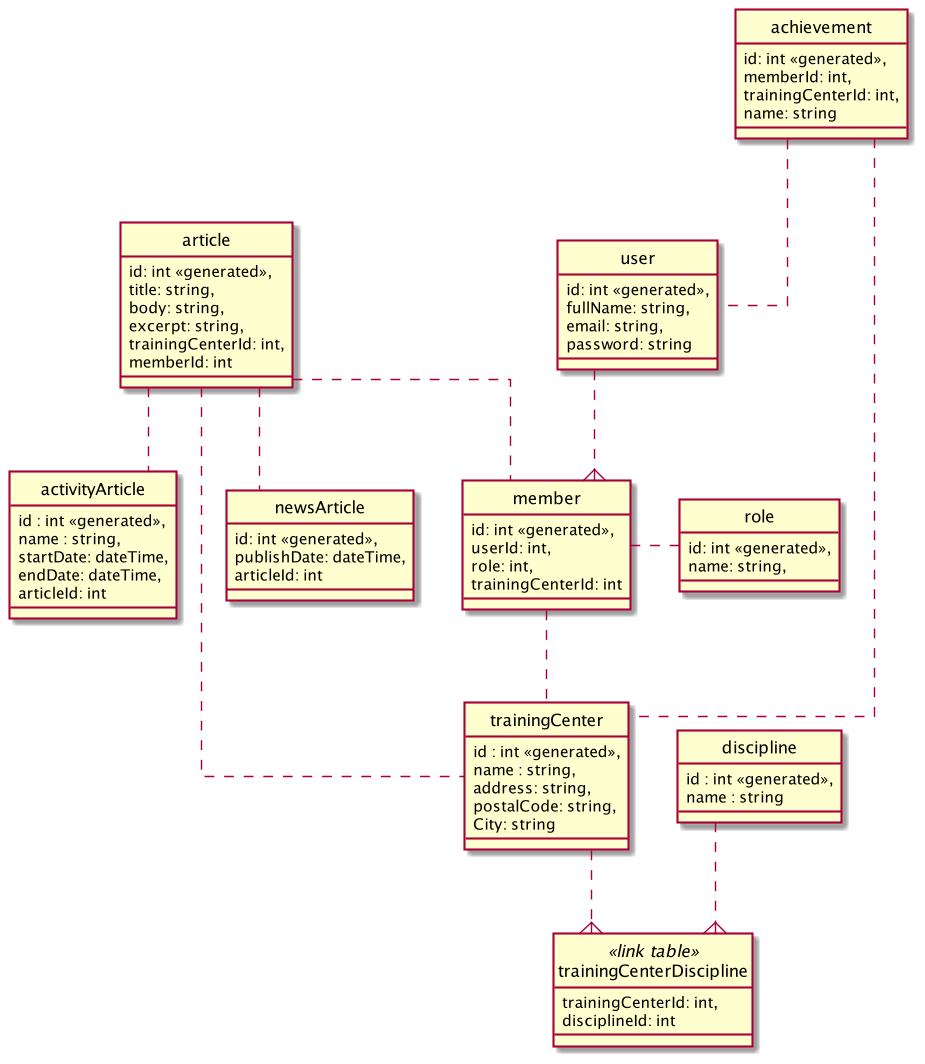 achievement
id: int «generated»,
memberId: int,
trainingCenterId: int,
name: string
article
id: int «generated»,
title: string,
body: string,
excerpt: string,
trainingCenterId: int,
memberId: int
user
id: int «generated»,
fullName: string,
email: string,
password: string
activityArticle
id : int «generated»,
name : string,
startDate: dateTime,
endDate: dateTime,
articleId: int
newsArticle
id: int «generated»,
publishDate: dateTime,
articleId: int
member
id: int «generated»,
userId: int,
role: int,
trainingCenterId: int
role
id: int «generated»,
name: string,
trainingCenter
id : int «generated»,
name : string,
address: string,
postalCode: string,
City: string
discipline
id : int «generated»,
name : string
«link table»
trainingCenterDiscipline
trainingCenterId: int,
disciplineId: int